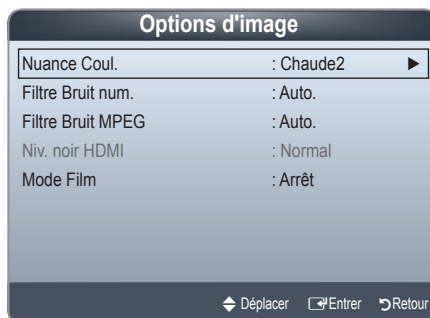 Options d'image
Nuance Coul. : Chaude2 ►
Filtre Bruit num. : Auto.
Filtre Bruit MPEG : Auto.
Niv. noir HDMI : Normal
Mode Film : Arrêt
Déplacer Entrer Retour